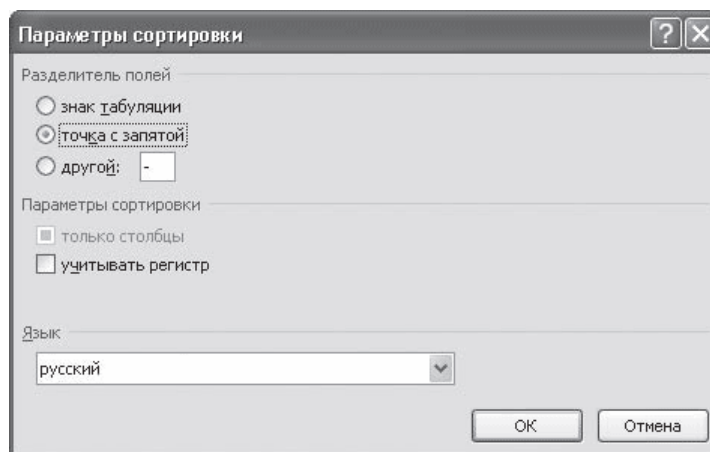 Параметры сортировки ? X
Разделитель полей
знак табуляции
точка с запятой
другой: -
Параметры сортировки
только столбцы
учитывать регистр
Язык
русский
ОК Отмена